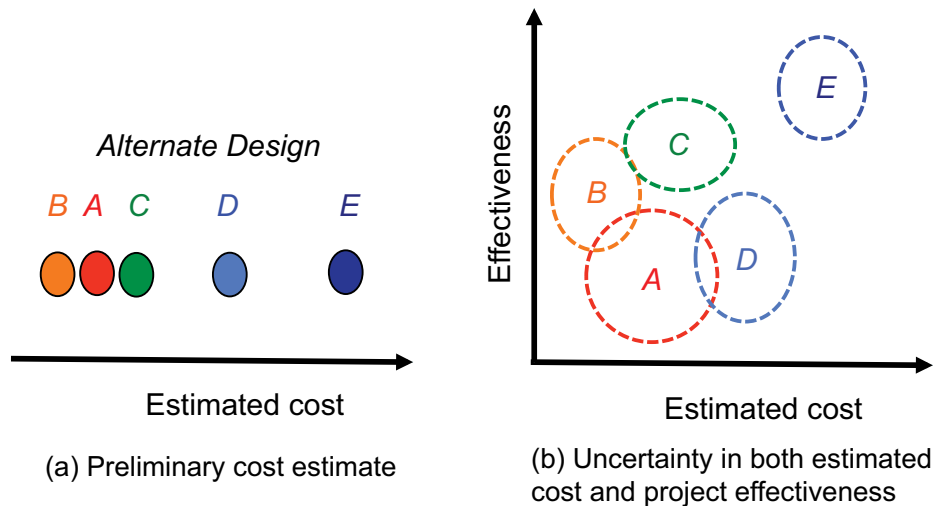 Alternate Design
B A C D E
Estimated cost
(a) Preliminary cost estimate
Effectiveness
E
C
B
D
A
Estimated cost
(b) Uncertainty in both estimated
cost and project effectiveness